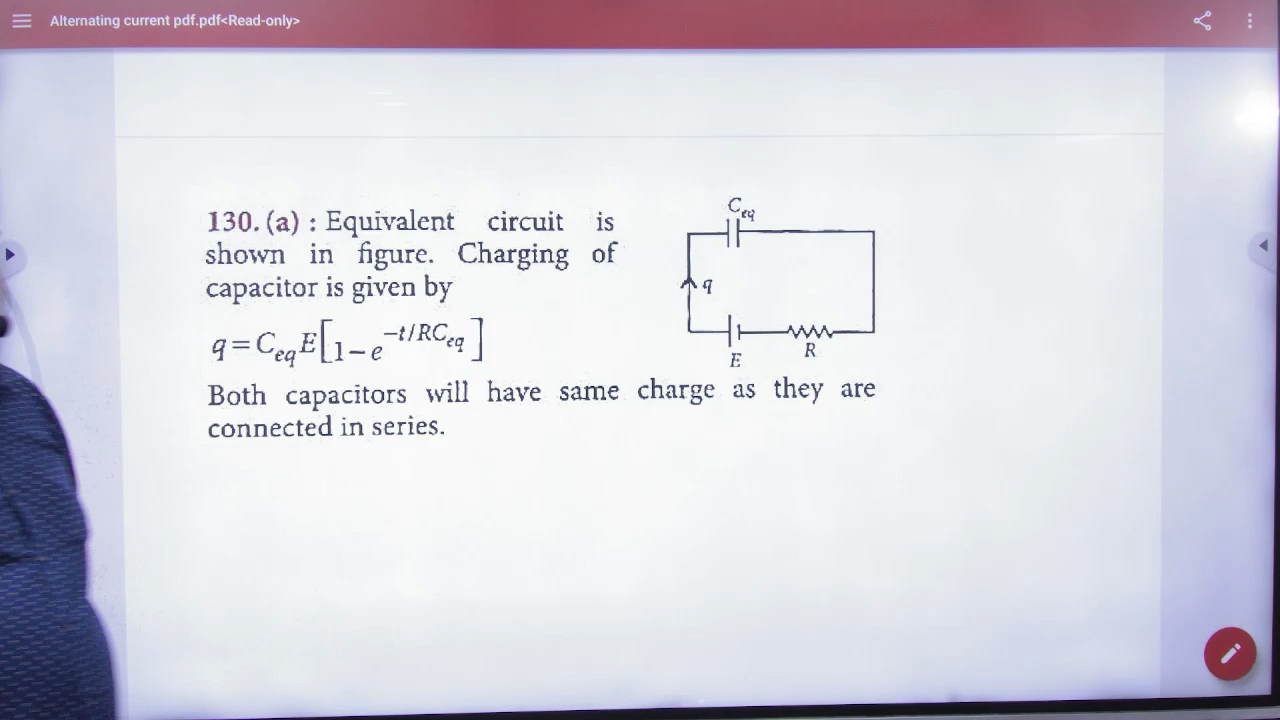 Alternating current pdf.pdf<Read-only>
130. (a) : Equivalent circuit is
shown in figure. Charging of
capacitor is given by
q = C_eq E[1 – e^{–t/RC_eq}]
Both capacitors will have same charge as they are
connected in series.
C_eq
q
E
R